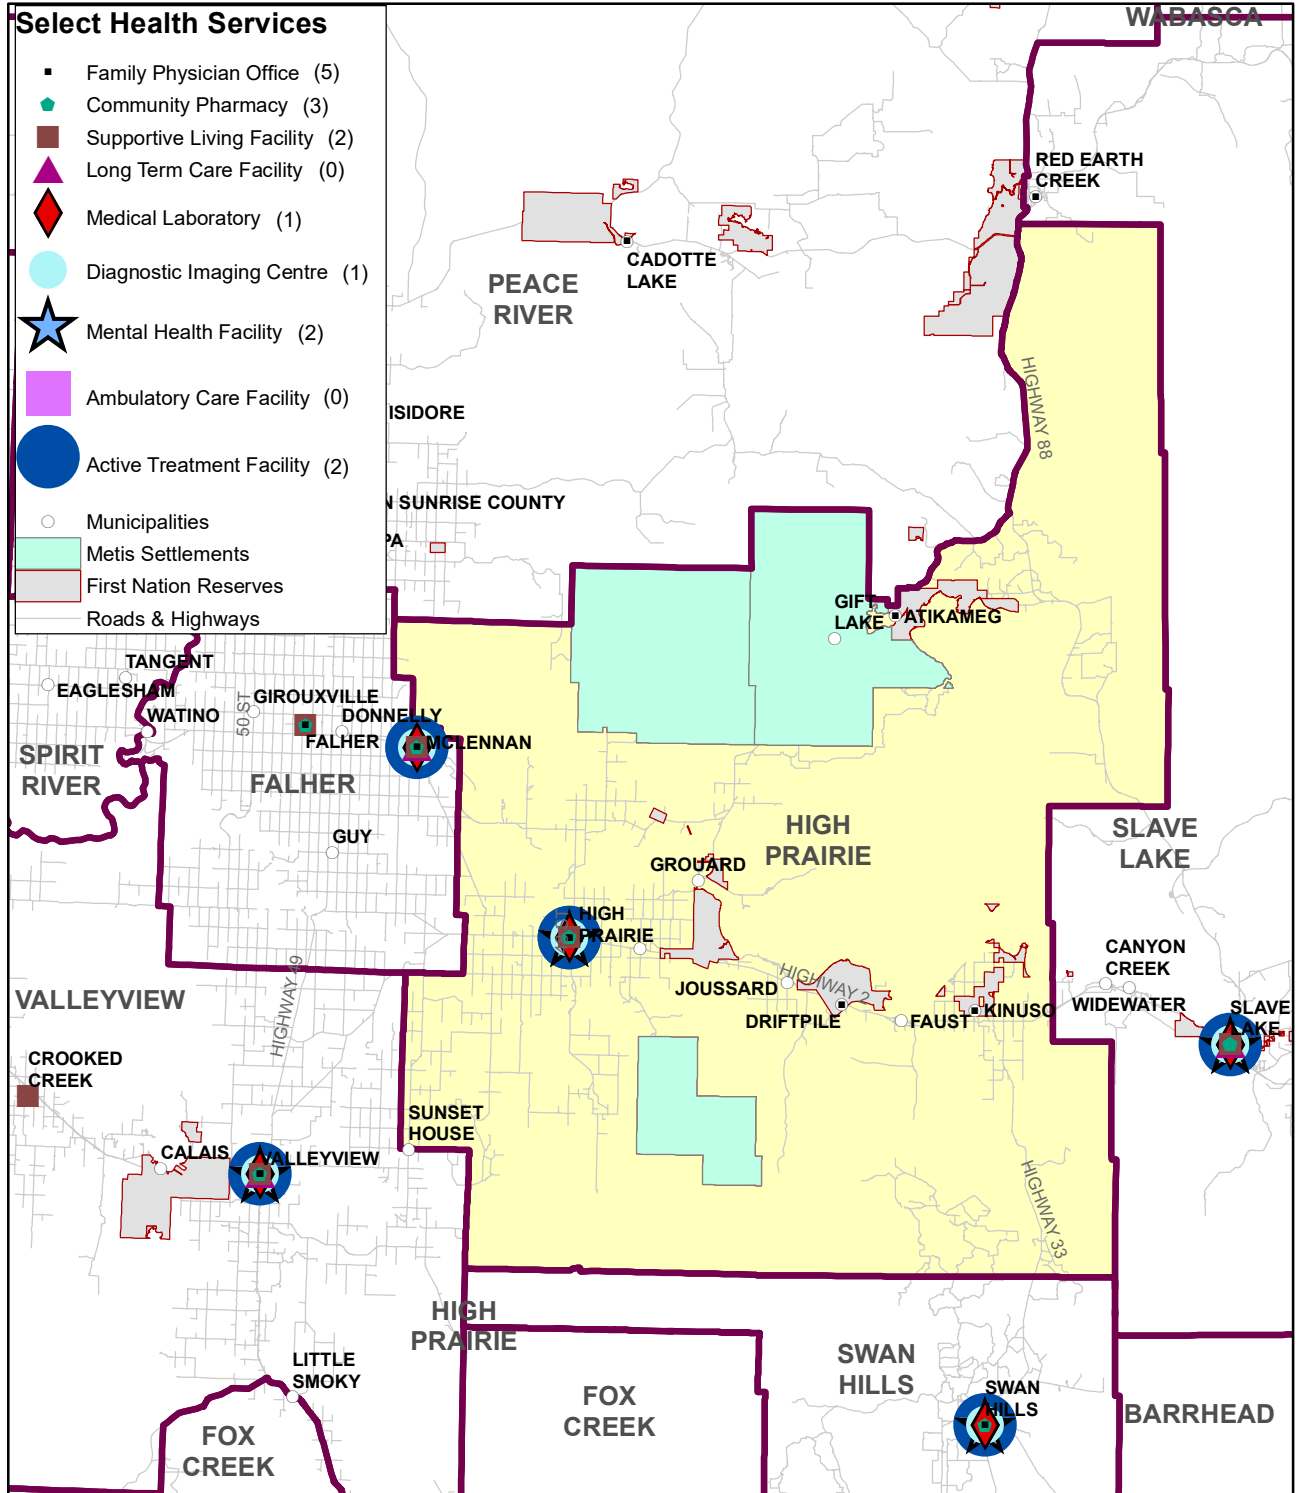 WABASCA
Select Health Services
Family Physician Office (5)
Community Pharmacy (3)
Supportive Living Facility (2)
Long Term Care Facility (0)
Medical Laboratory (1)
Diagnostic Imaging Centre (1)
Mental Health Facility (2)
Ambulatory Care Facility (0)
Active Treatment Facility (2)
Municipalities
Metis Settlements
First Nation Reserves
Roads & Highways
RED EARTH
CREEK
CADOTTE
LAKE
PEACE
RIVER
HIGHWAY 88
ISIDORE
N SUNRISE COUNTY
PA
GIFT
LAKE
ATIKAMEG
TANGENT
EAGLESHAM
WATINO
50 ST
GIROUXVILLE
DONNELLY
FALHER
MCLENNAN
SPIRIT
RIVER
FALHER
GUY
HIGH
PRAIRIE
SLAVE
LAKE
GROUARD
HIGH
PRAIRIE
JOUSSARD
HIGHWAY 2
DRIFTPILE
FAUST
KINUSO
CANYON
CREEK
WIDEWATER
SLAVE
LAKE
VALLEYVIEW
HIGHWAY 49
CROOKED
CREEK
SUNSET
HOUSE
CALAIS
VALLEYVIEW
HIGHWAY 33
HIGH
PRAIRIE
LITTLE
SMOKY
FOX
CREEK
FOX
CREEK
SWAN
HILLS
SWAN
HILLS
BARRHEAD